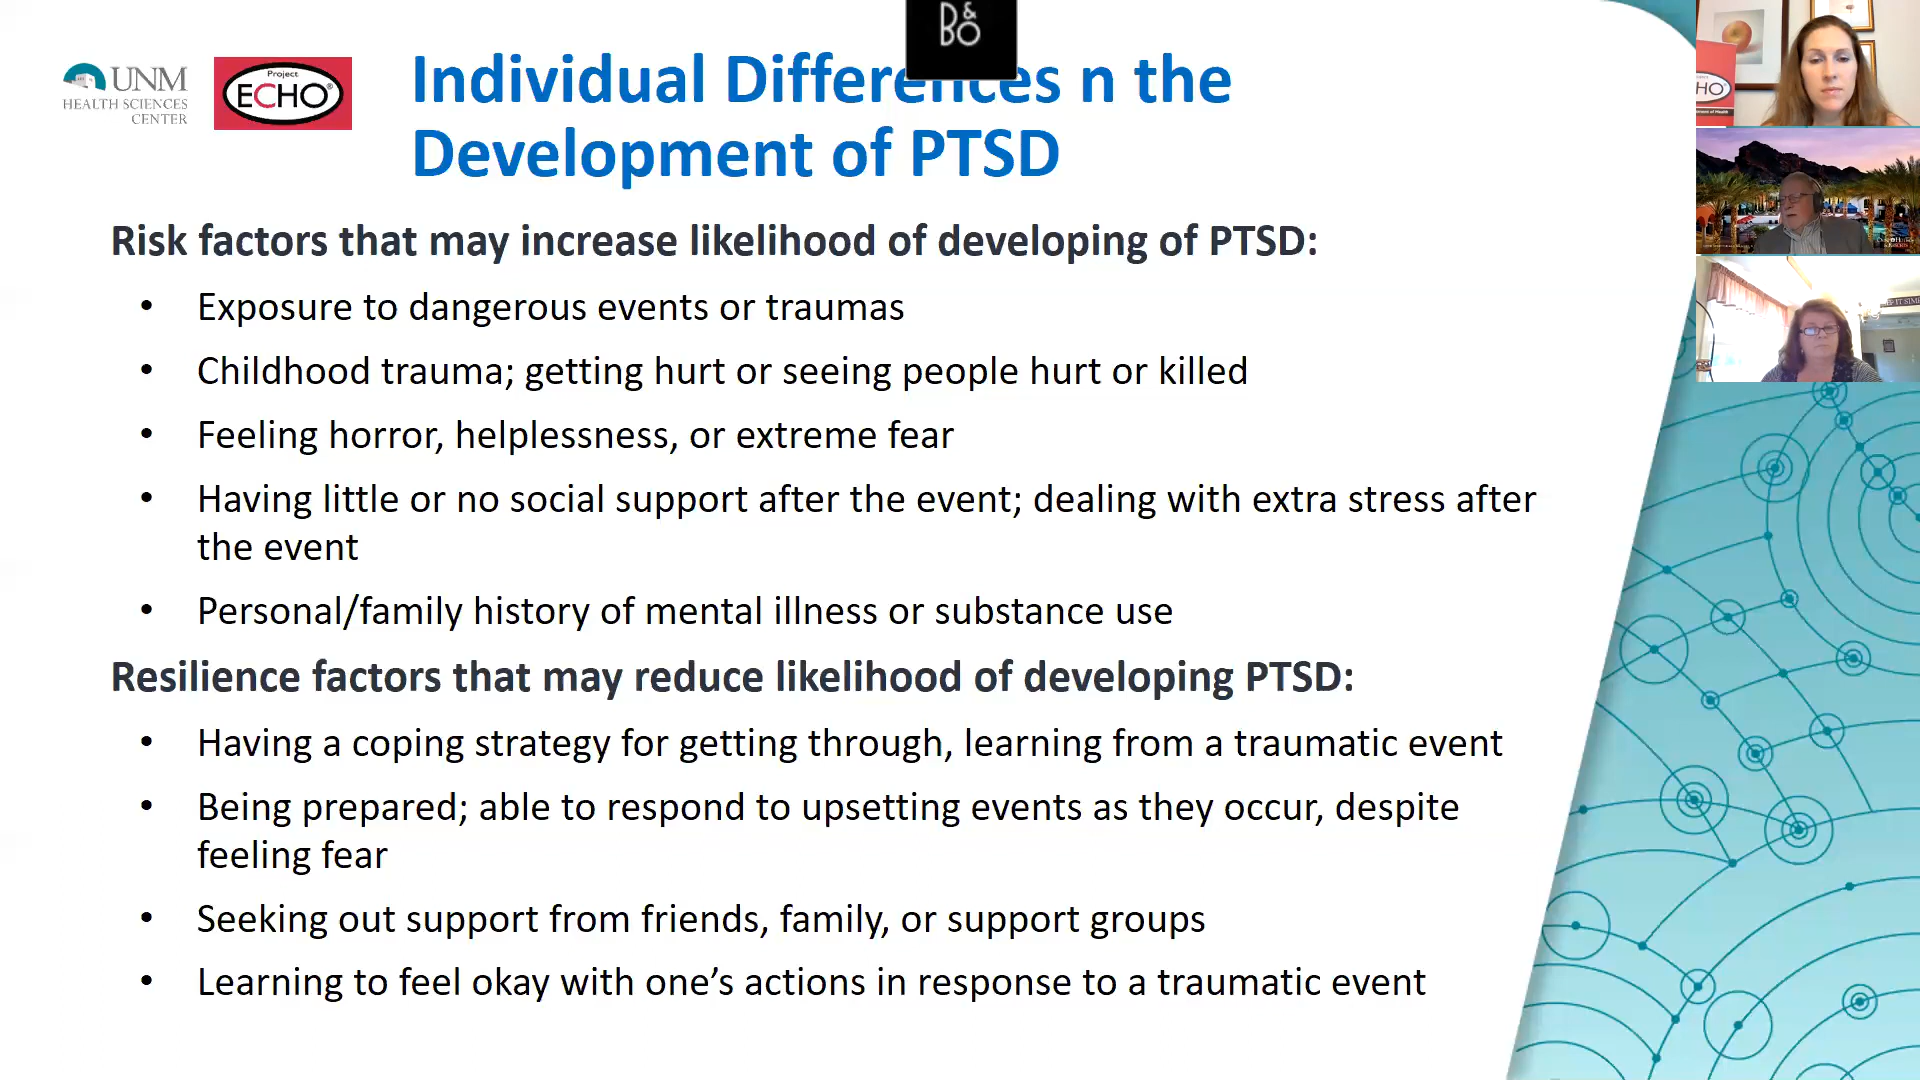 B&O
UNM
HEALTH SCIENCES
CENTER
Project
ECHO®
Individual Differences n the
Development of PTSD
Risk factors that may increase likelihood of developing of PTSD:
• Exposure to dangerous events or traumas
• Childhood trauma; getting hurt or seeing people hurt or killed
• Feeling horror, helplessness, or extreme fear
• Having little or no social support after the event; dealing with extra stress after
the event
• Personal/family history of mental illness or substance use
Resilience factors that may reduce likelihood of developing PTSD:
• Having a coping strategy for getting through, learning from a traumatic event
• Being prepared; able to respond to upsetting events as they occur, despite
feeling fear
• Seeking out support from friends, family, or support groups
• Learning to feel okay with one’s actions in response to a traumatic event
HO
IT SIM